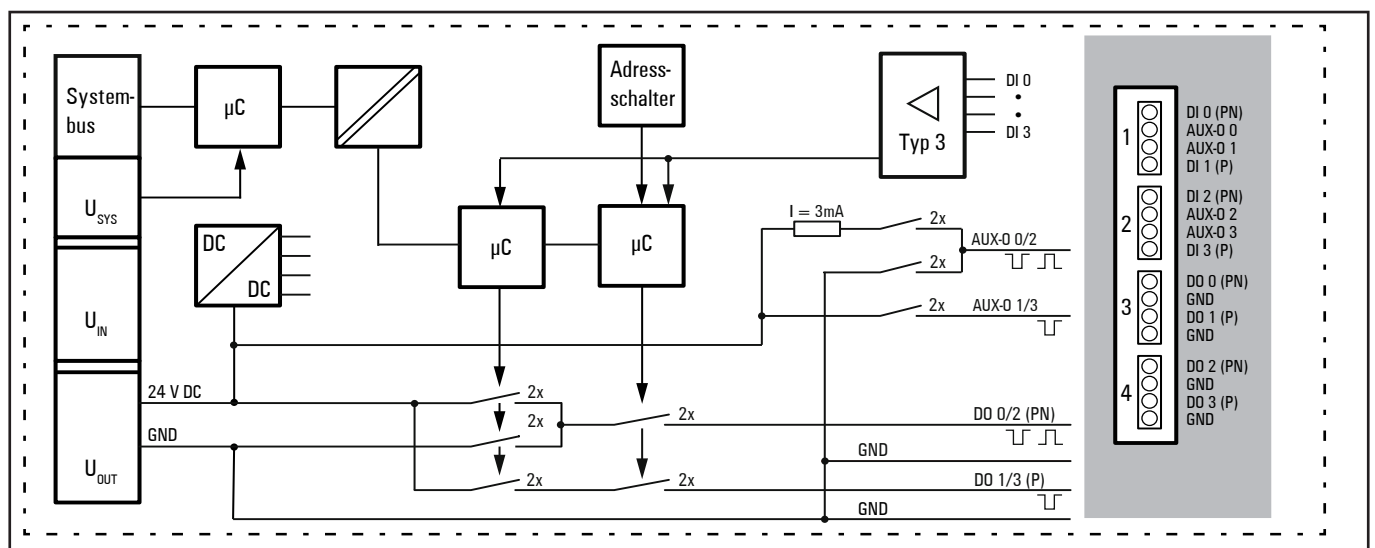 System-
bus
U SYS
U IN
U OUT
µC
DC
DC
Adress-
schalter
Typ 3
DI 0
•
•
DI 3
µC
µC
I = 3mA
2x
2x
AUX-O 0/2
2x
AUX-O 1/3
24 V DC
GND
2x
2x
2x
DO 0/2 (PN)
GND
2x
2x
DO 1/3 (P)
GND
1
DI 0 (PN)
AUX-O 0
AUX-O 1
DI 1 (P)
2
DI 2 (PN)
AUX-O 2
AUX-O 3
DI 3 (P)
3
DO 0 (PN)
GND
DO 1 (P)
GND
4
DO 2 (PN)
GND
DO 3 (P)
GND